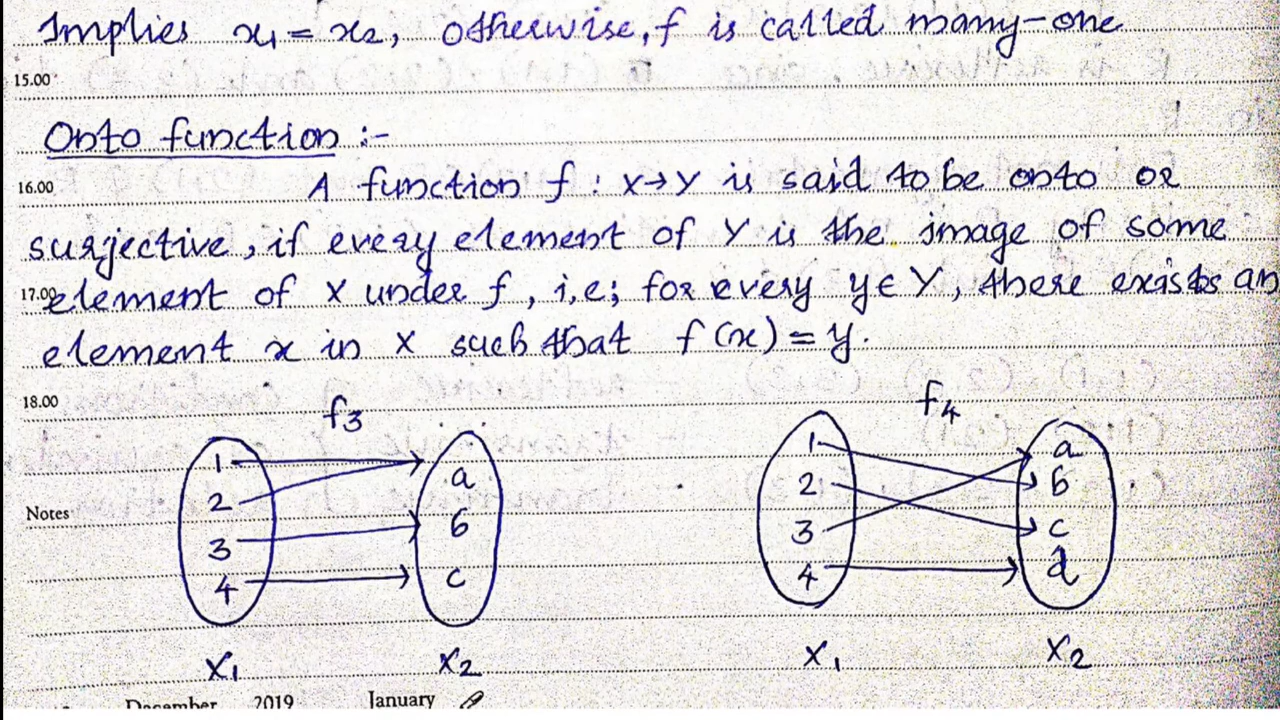 Implies x₁ = x₂, otherwise, f is called many-one
15.00
Onto function :-
16.00 A function f : X→Y is said to be onto or
surjective, if every element of Y is the image of some
17.00 element of X under f, i,e; for every y ∈ Y, there exists an
element x in X such that f(x) = y.
18.00
f₃
1
2
3
4
a
b
c
X₁
X₂
f₄
1
2
3
4
a
b
c
d
X₁
X₂
Notes
December 2019 January